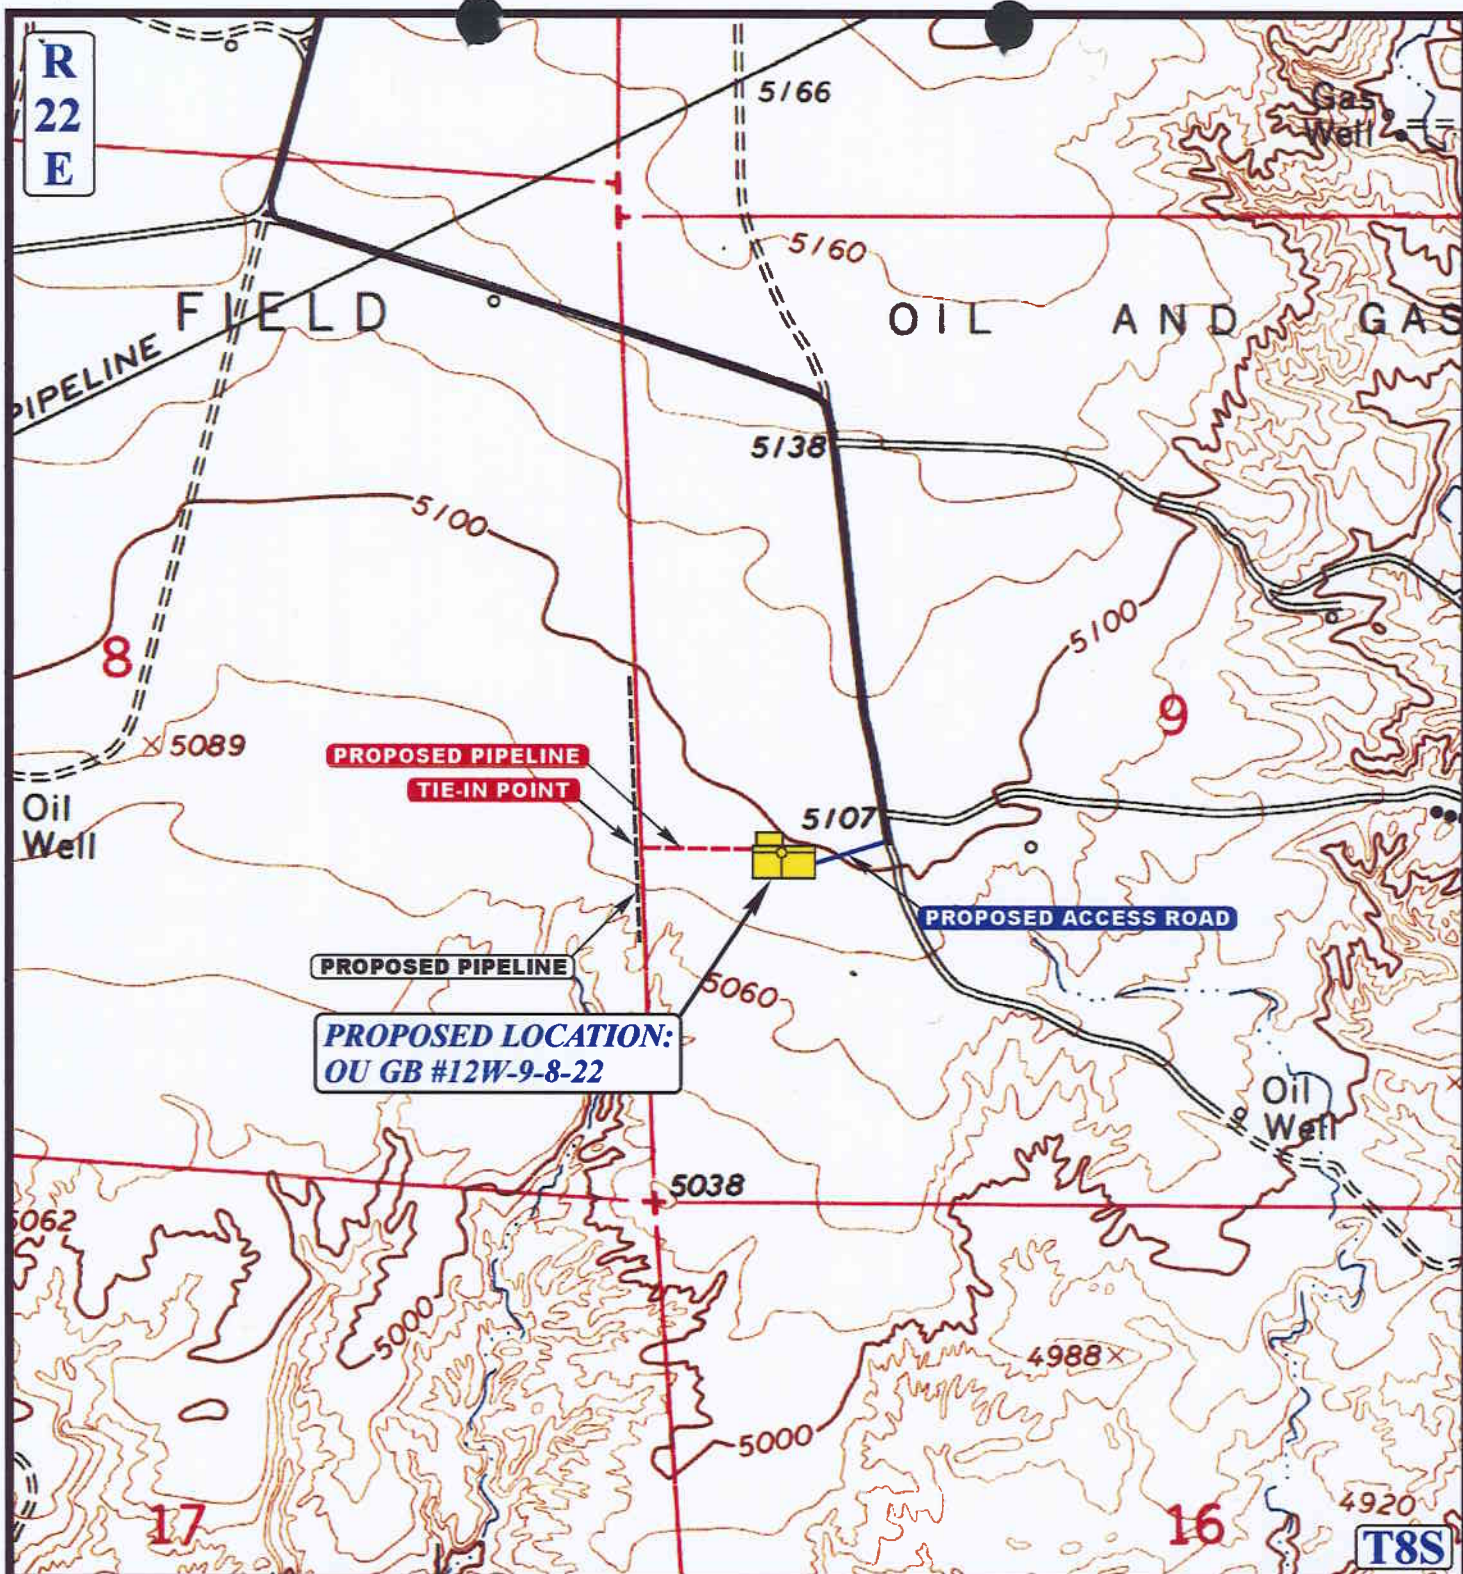 R
22
E
5166
Gas
Well
5160
FIELD
OIL AND GAS
PIPELINE
5138
5100
5100
8
9
5089
PROPOSED PIPELINE
TIE-IN POINT
Oil
Well
5107
PROPOSED ACCESS ROAD
PROPOSED PIPELINE
5060
PROPOSED LOCATION:
OU GB #12W-9-8-22
Oil
Well
5038
5062
5000
4988
5000
4920
17
16
T8S